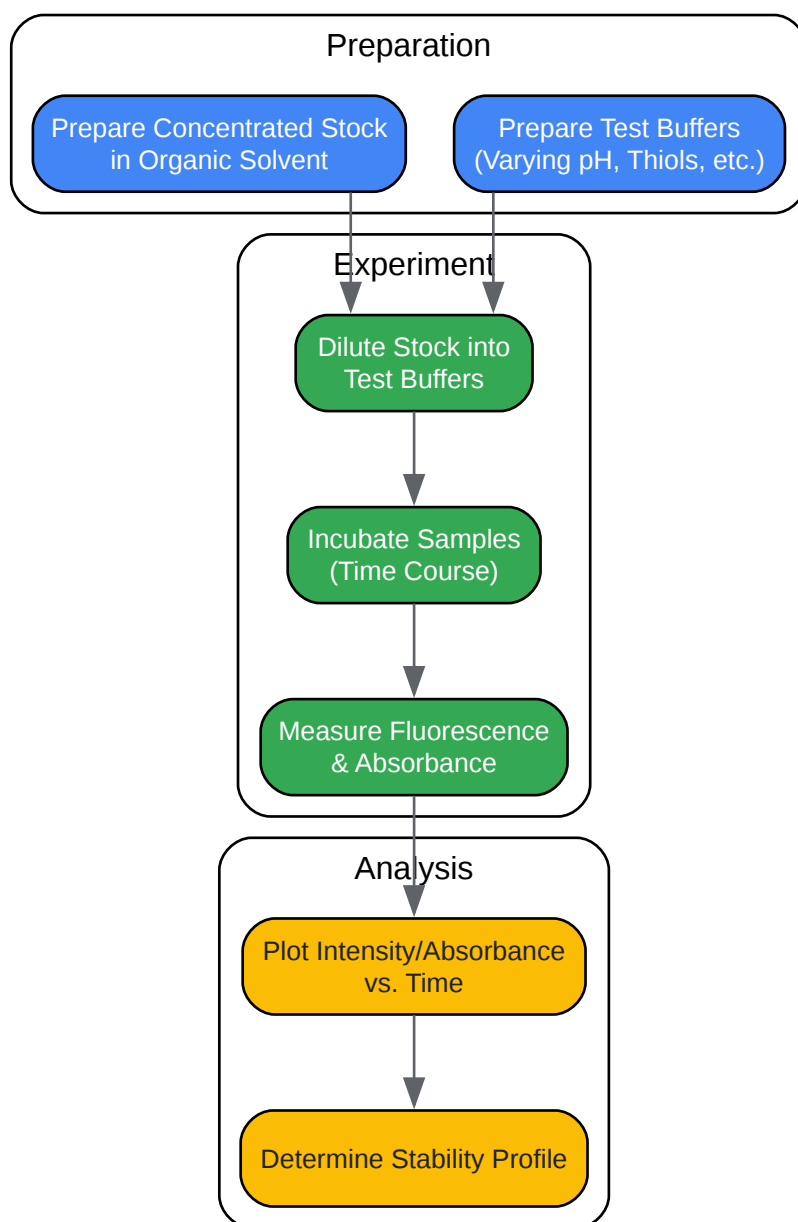 Preparation
Prepare Concentrated Stock
in Organic Solvent
Prepare Test Buffers
(Varying pH, Thiols, etc.)
Experiment
Dilute Stock into
Test Buffers
Incubate Samples
(Time Course)
Measure Fluorescence
& Absorbance
Analysis
Plot Intensity/Absorbance
vs. Time
Determine Stability Profile